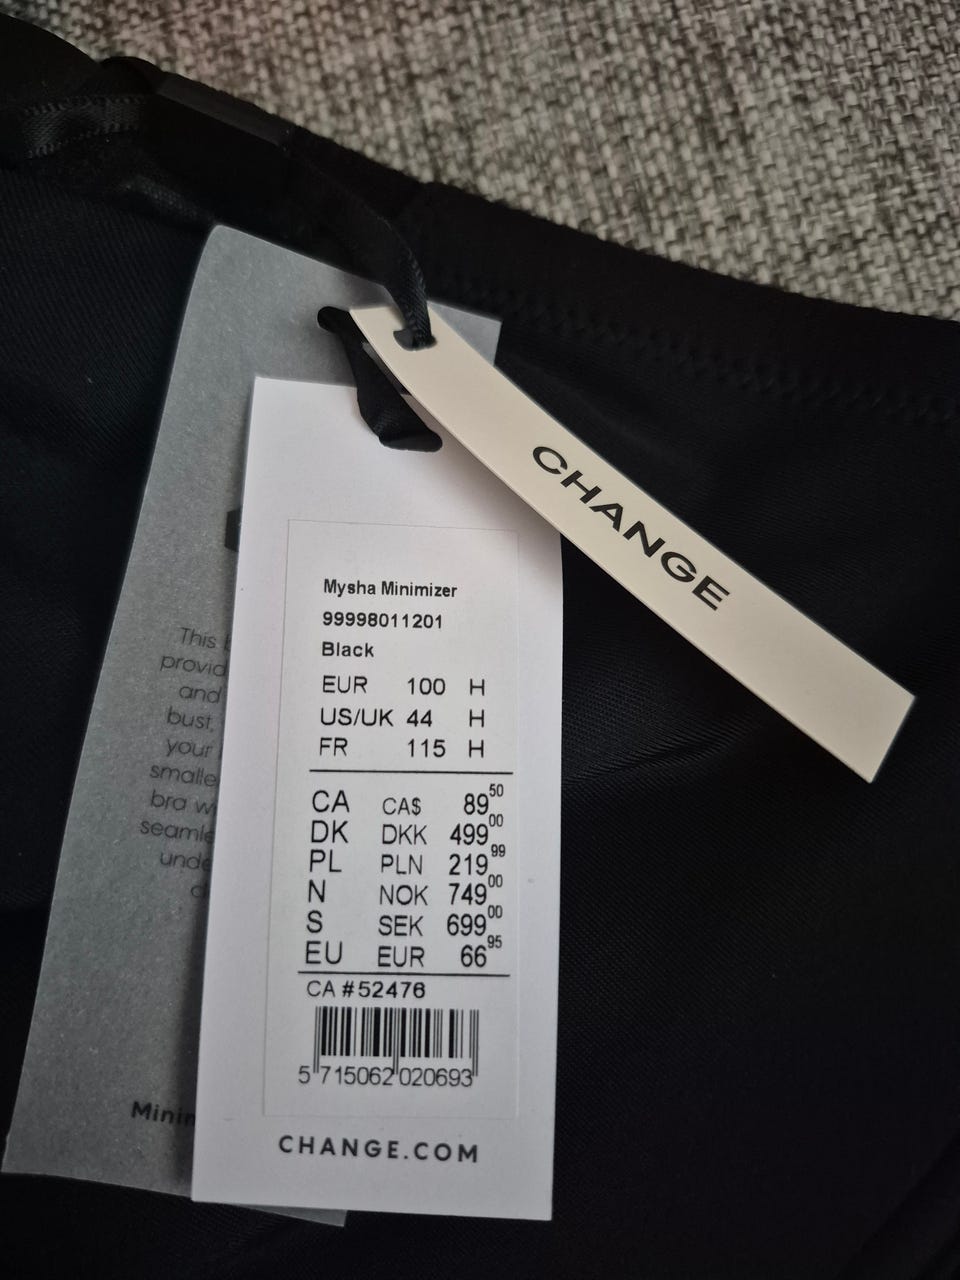 CHANGE
Mysha Minimizer
99998011201
Black
EUR 100 H
US/UK 44 H
FR 115 H
CA CA$ 89 50
DK DKK 499 00
PL PLN 219 99
N NOK 749 00
S SEK 699 00
EU EUR 66 95
CA #52476
5 715062 020693
CHANGE.COM
This
provid
and
bust,
your
smalle
bra w
seamle
unde
Minim